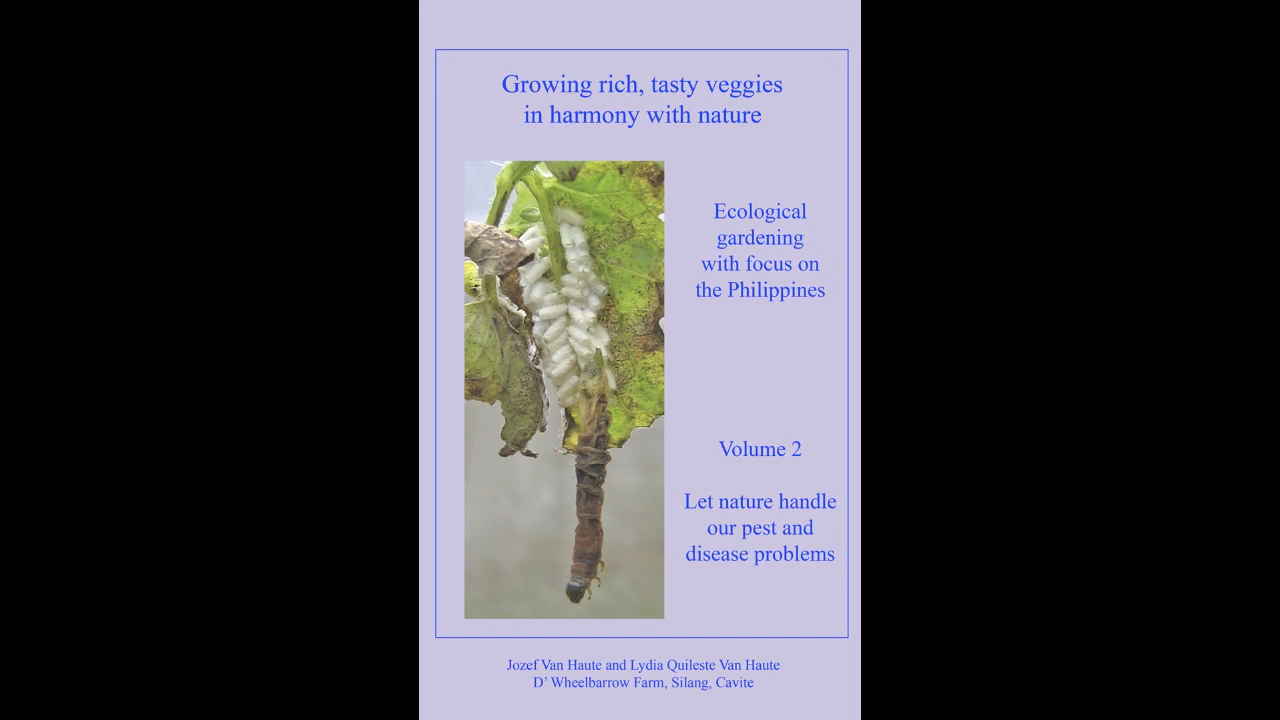 Growing rich, tasty veggies
in harmony with nature
Ecological
gardening
with focus on
the Philippines
Volume 2
Let nature handle
our pest and
disease problems
Jozef Van Haute and Lydia Quileste Van Haute
D' Wheelbarrow Farm, Silang, Cavite